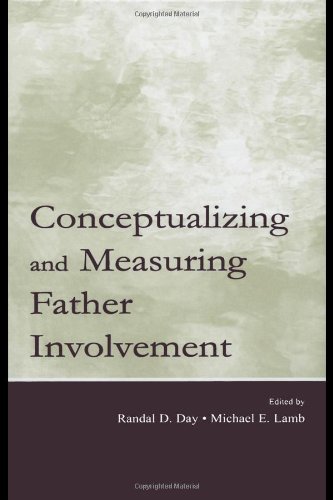 Conceptualizing
and Measuring
Father
Involvement
Edited by
Randal D. Day • Michael E. Lamb